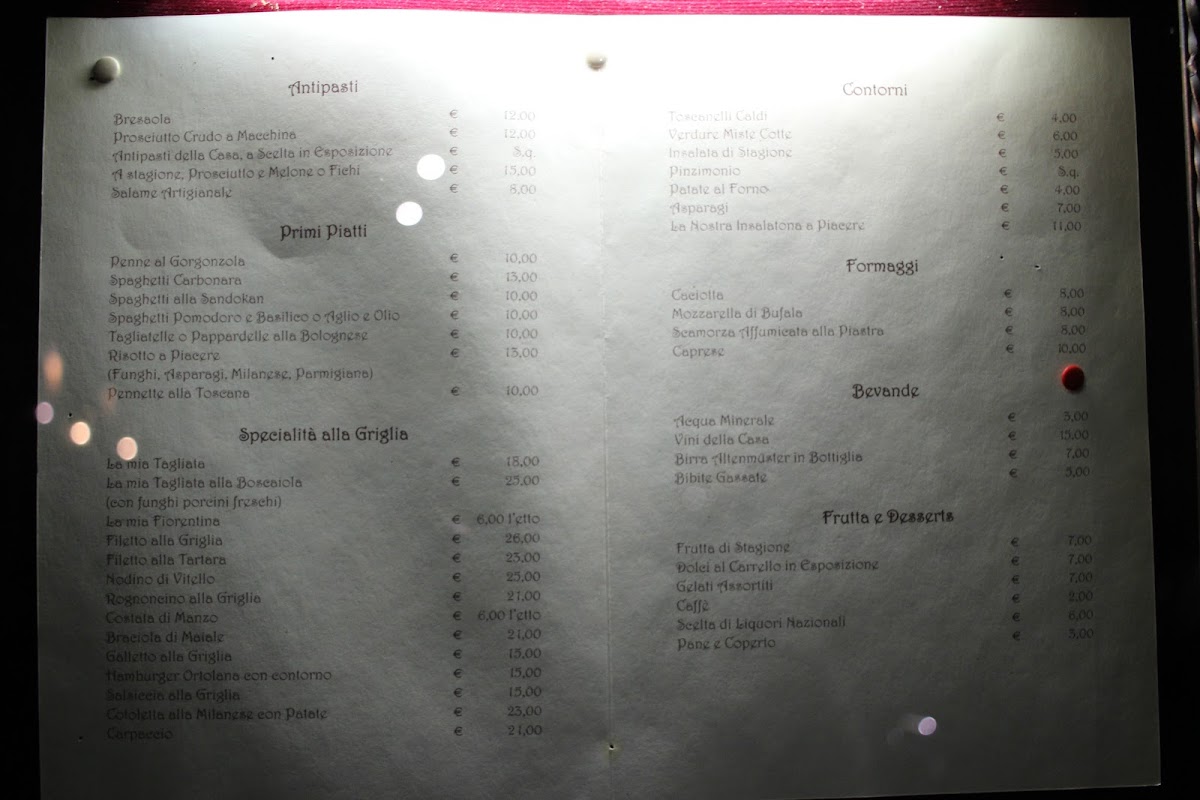 Antipasti
Bresaola € 12,00
Prosciutto Crudo a Macchina € 12,00
Antipasti della Casa, a Scelta in Esposizione € S.q.
A stagione, Prosciutto e Melone o Fichi € 15,00
Salame Artigianale € 8,00
Primi Piatti
Penne al Gorgonzola € 10,00
Spaghetti Carbonara € 13,00
Spaghetti alla Sandokan € 10,00
Spaghetti Pomodoro e Basilico o Aglio e Olio € 10,00
Tagliatelle o Pappardelle alla Bolognese € 10,00
Risotto a Piacere € 13,00
(Funghi, Asparagi, Milanese, Parmigiana)
Pennette alla Toscana € 10,00
Specialità alla Griglia
La mia Tagliata € 18,00
La mia Tagliata alla Boscaiola € 25,00
(con funghi porcini freschi)
La mia Fiorentina € 6,00 l'etto
Filetto alla Griglia € 26,00
Filetto alla Tartara € 25,00
Nodino di Vitello € 25,00
Rognoncino alla Griglia € 21,00
Costata di Manzo € 6,00 l'etto
Braciola di Maiale € 21,00
Galletto alla Griglia € 15,00
Hamburger Ortolana con contorno € 15,00
Salsiccia alla Griglia € 15,00
Cotoletta alla Milanese con Patate € 23,00
Carpaccio € 21,00
Contorni
Toscanelli Caldi € 4,00
Verdure Miste Cotte € 6,00
Insalata di Stagione € 5,00
Pinzimonio € S.q.
Patate al Forno € 4,00
Asparagi € 7,00
La Nostra Insalatona a Piacere € 11,00
Formaggi
Caciotta € 8,00
Mozzarella di Bufala € 8,00
Scamorza Affumicata alla Piastra € 8,00
Caprese € 10,00
Bevande
Acqua Minerale € 3,00
Vini della Casa € 15,00
Birra Altenmüster in Bottiglia € 7,00
Bibite Gassate € 3,00
Frutta e Desserts
Frutta di Stagione € 7,00
Dolci al Carrello in Esposizione € 7,00
Gelati Assortiti € 7,00
Caffè € 2,00
Scelta di Liquori Nazionali € 6,00
Pane e Coperto € 3,00